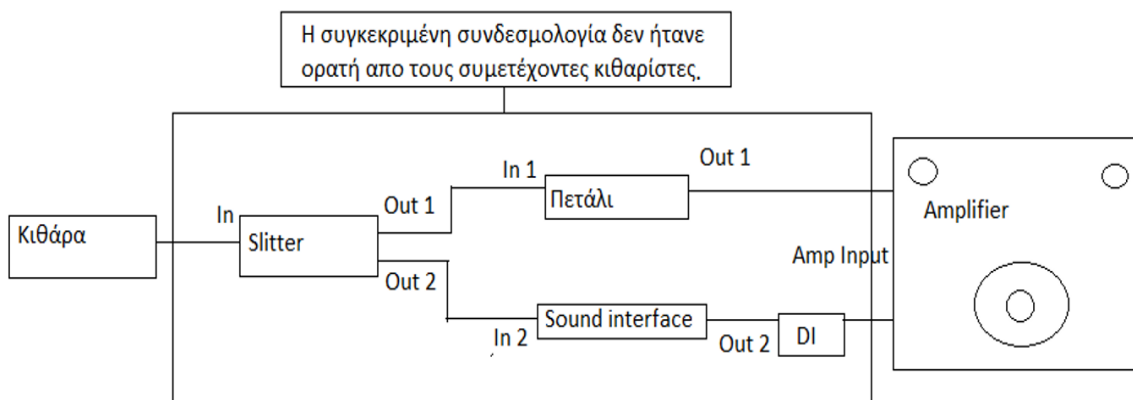 Η συγκεκριμένη συνδεσμολογία δεν ήτανε
ορατή απο τους συμετέχοντες κιθαρίστες.
Κιθάρα
In
Slitter
Out 1
Out 2
In 1
Πετάλι
Out 1
In 2
Sound interface
Out 2
DI
Amp Input
Amplifier